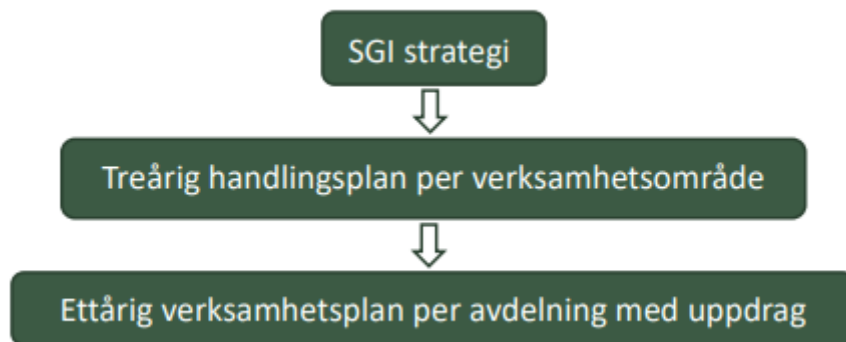 SGI strategi
Treårig handlingsplan per verksamhetsområde
Ettårig verksamhetsplan per avdelning med uppdrag